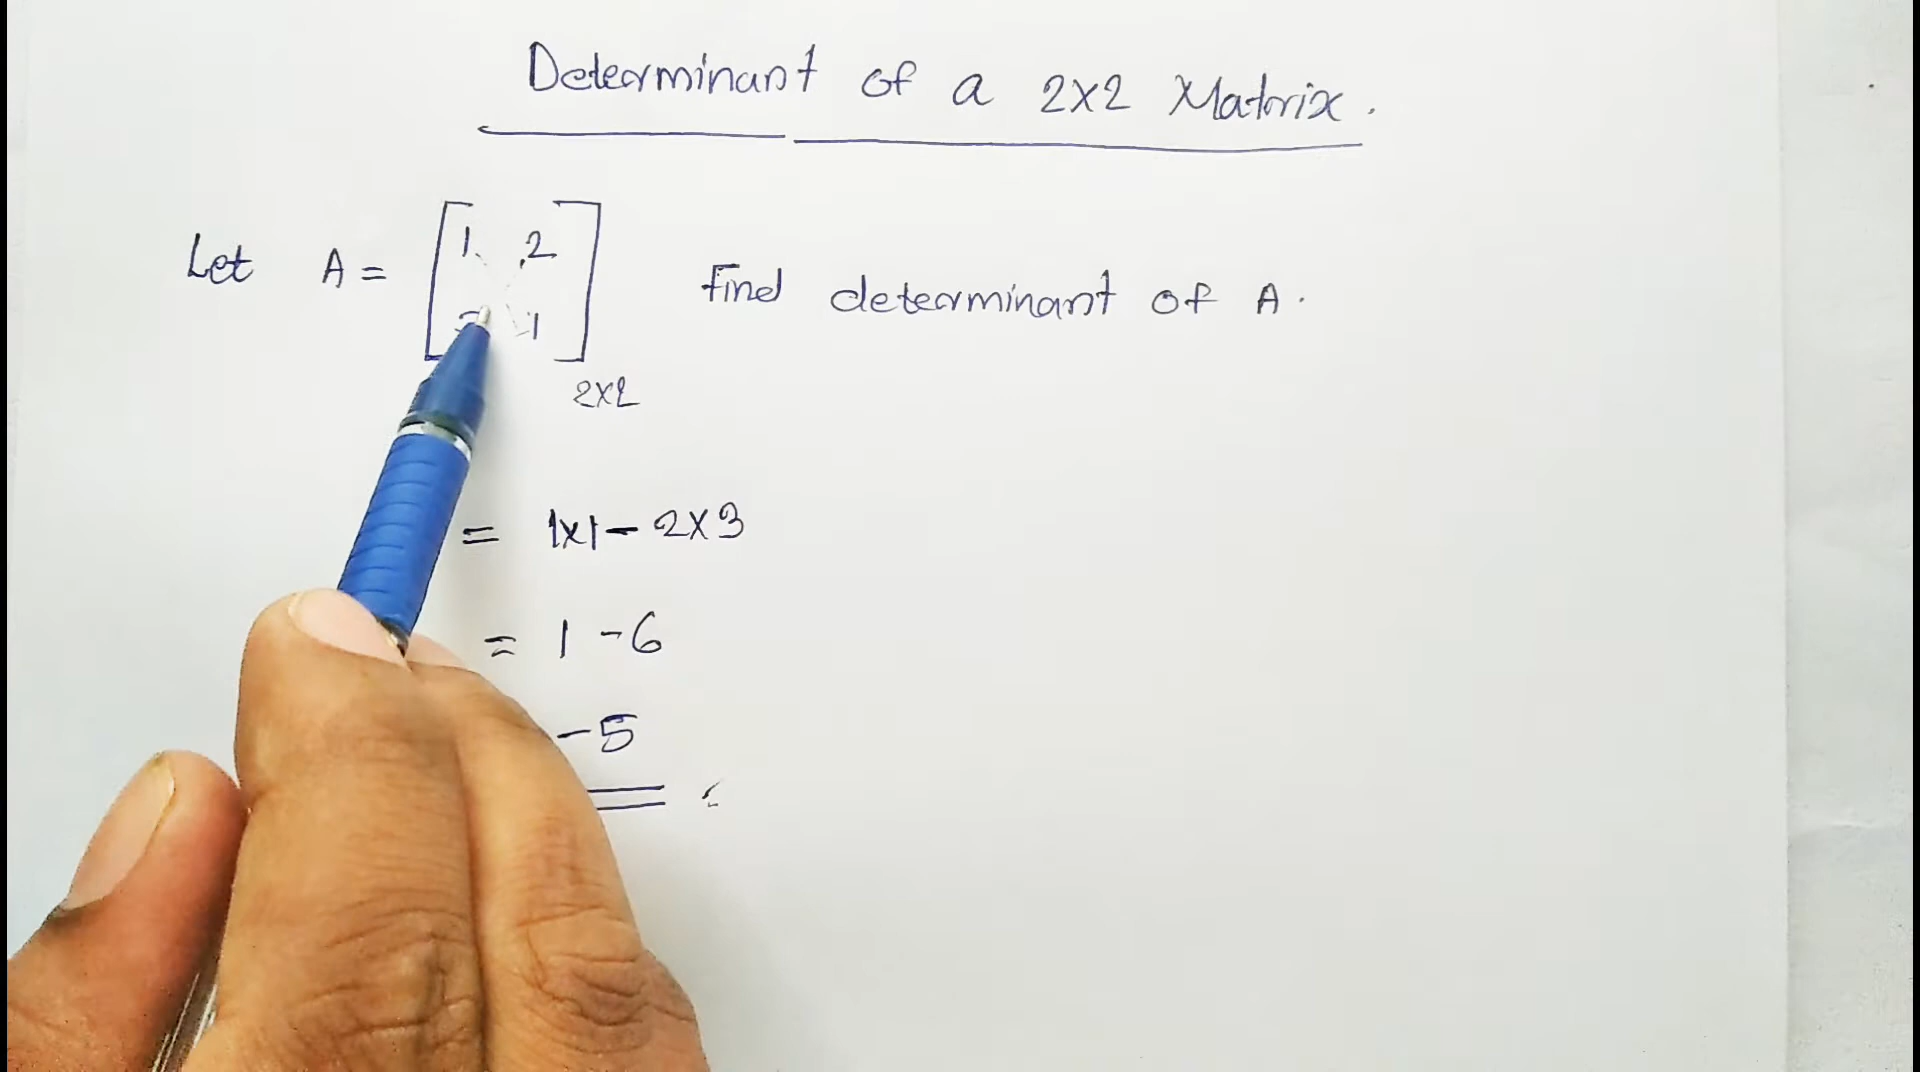 Determinant of a 2x2 Matrix.
Let A = [1 2
1] Find determinant of A.
2x2
= 1x1 - 2x3
= 1 - 6
-5